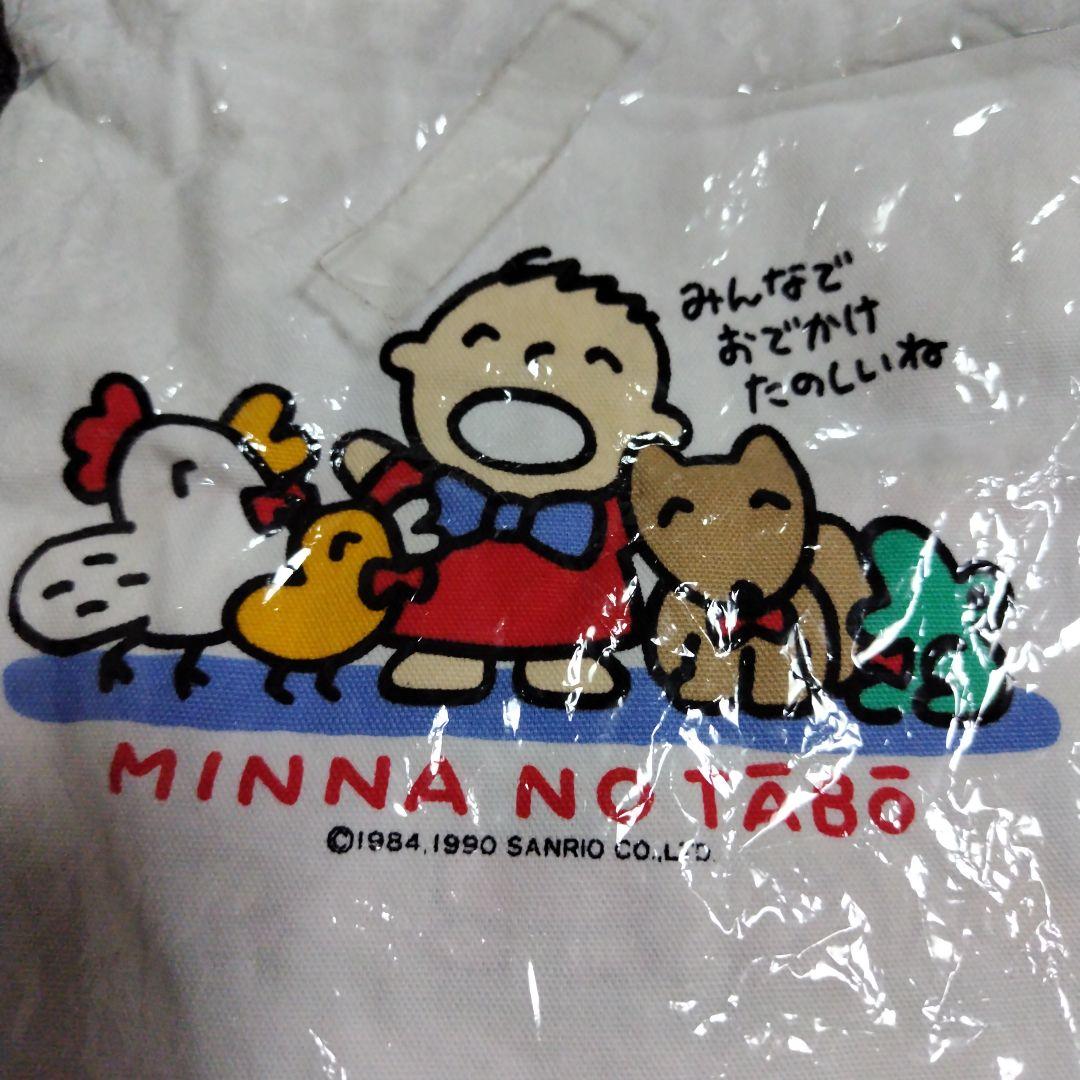 みんなで
おでかけ
たのしいね
MINNA NO TĀBŌ
©1984,1990 SANRIO CO.,LTD.